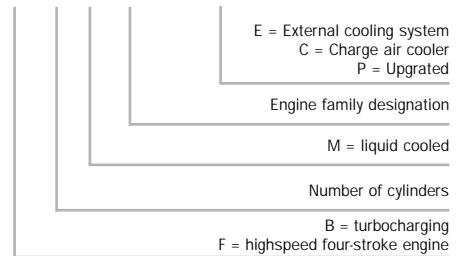 E = External cooling system
C = Charge air cooler
P = Upgrated
Engine family designation
M = liquid cooled
Number of cylinders
B = turbocharging
F = highspeed four-stroke engine